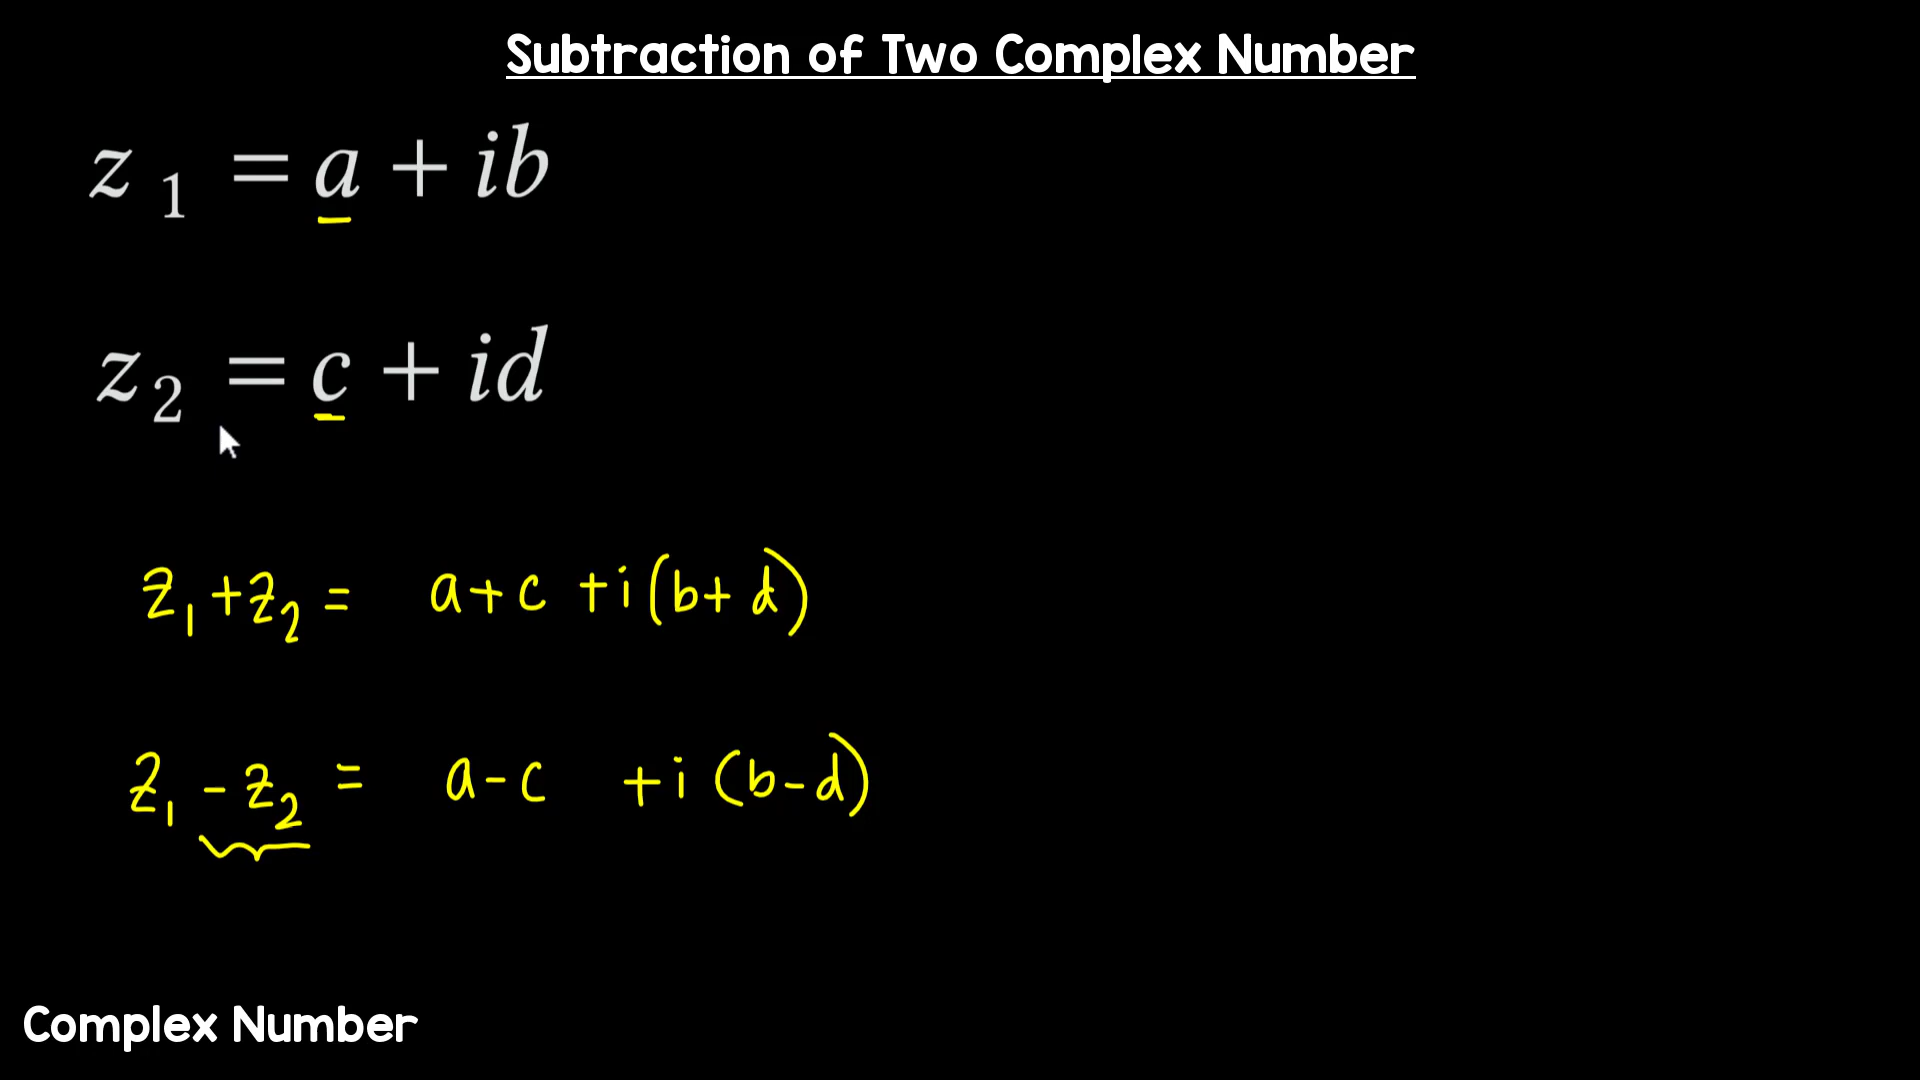 Subtraction of Two Complex Number
z₁ = a + ib
z₂ = c + id
z₁ + z₂ = a + c + i(b + d)
z₁ - z₂ = a - c + i(b - d)
Complex Number